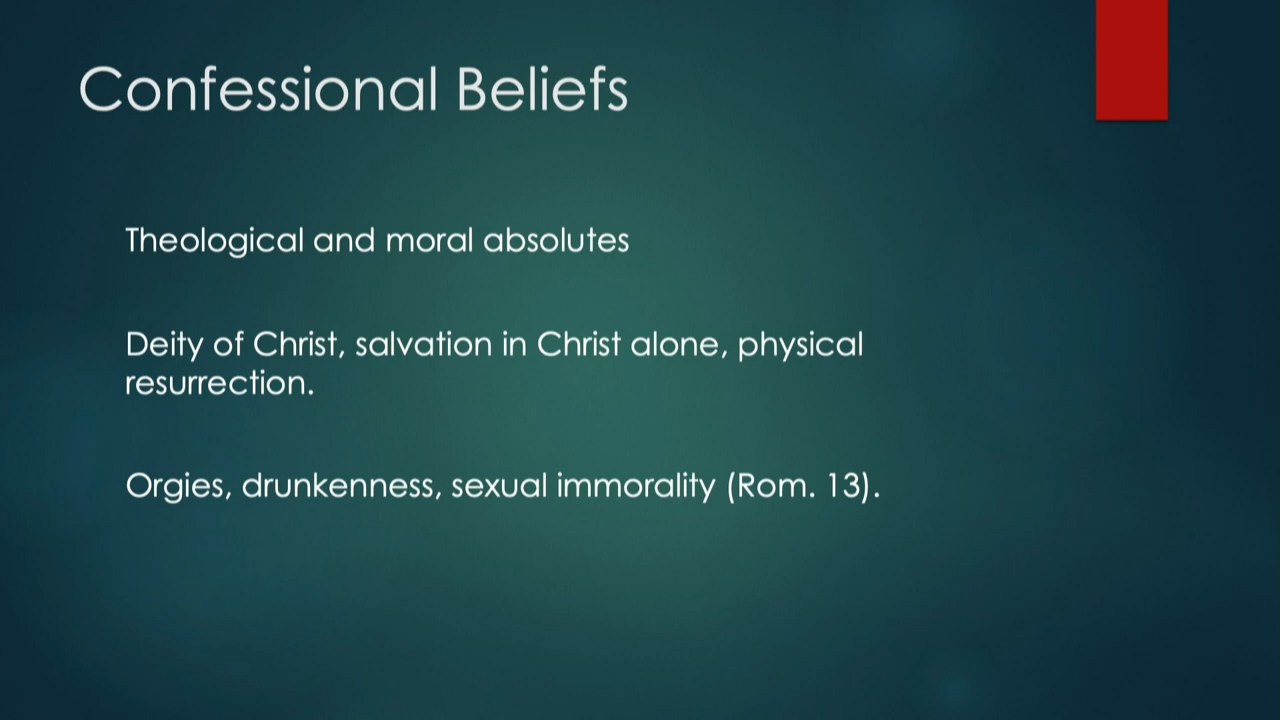 Confessional Beliefs
Theological and moral absolutes
Deity of Christ, salvation in Christ alone, physical
resurrection.
Orgies, drunkenness, sexual immorality (Rom. 13).